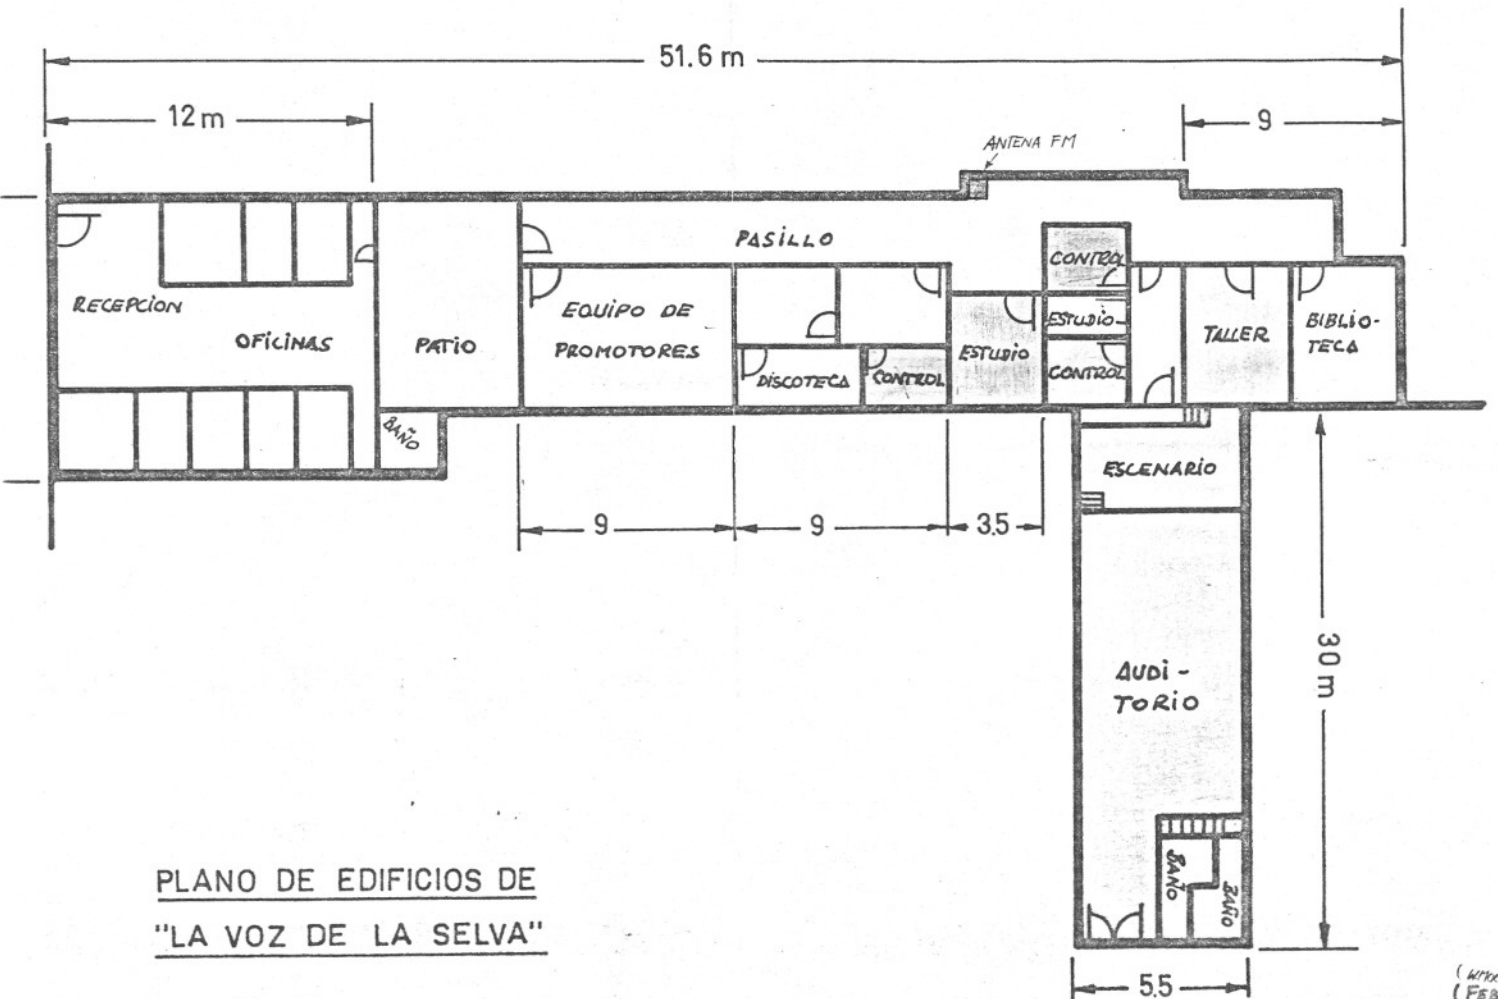 51.6 m
12 m
9
ANTENA FM
PASILLO
CONTROL
RECEPCION
OFICINAS
PATIO
EQUIPO DE
PROMOTORES
ESTUDIO
ESTUDIO
TALLER
BIBLIO-
TECA
DISCOTECA
CONTROL
CONTROL
BAÑO
ESCENARIO
9
9
3.5
30 m
AUDI-
TORIO
BAÑO
BAÑO
PLANO DE EDIFICIOS DE
"LA VOZ DE LA SELVA"
5.5